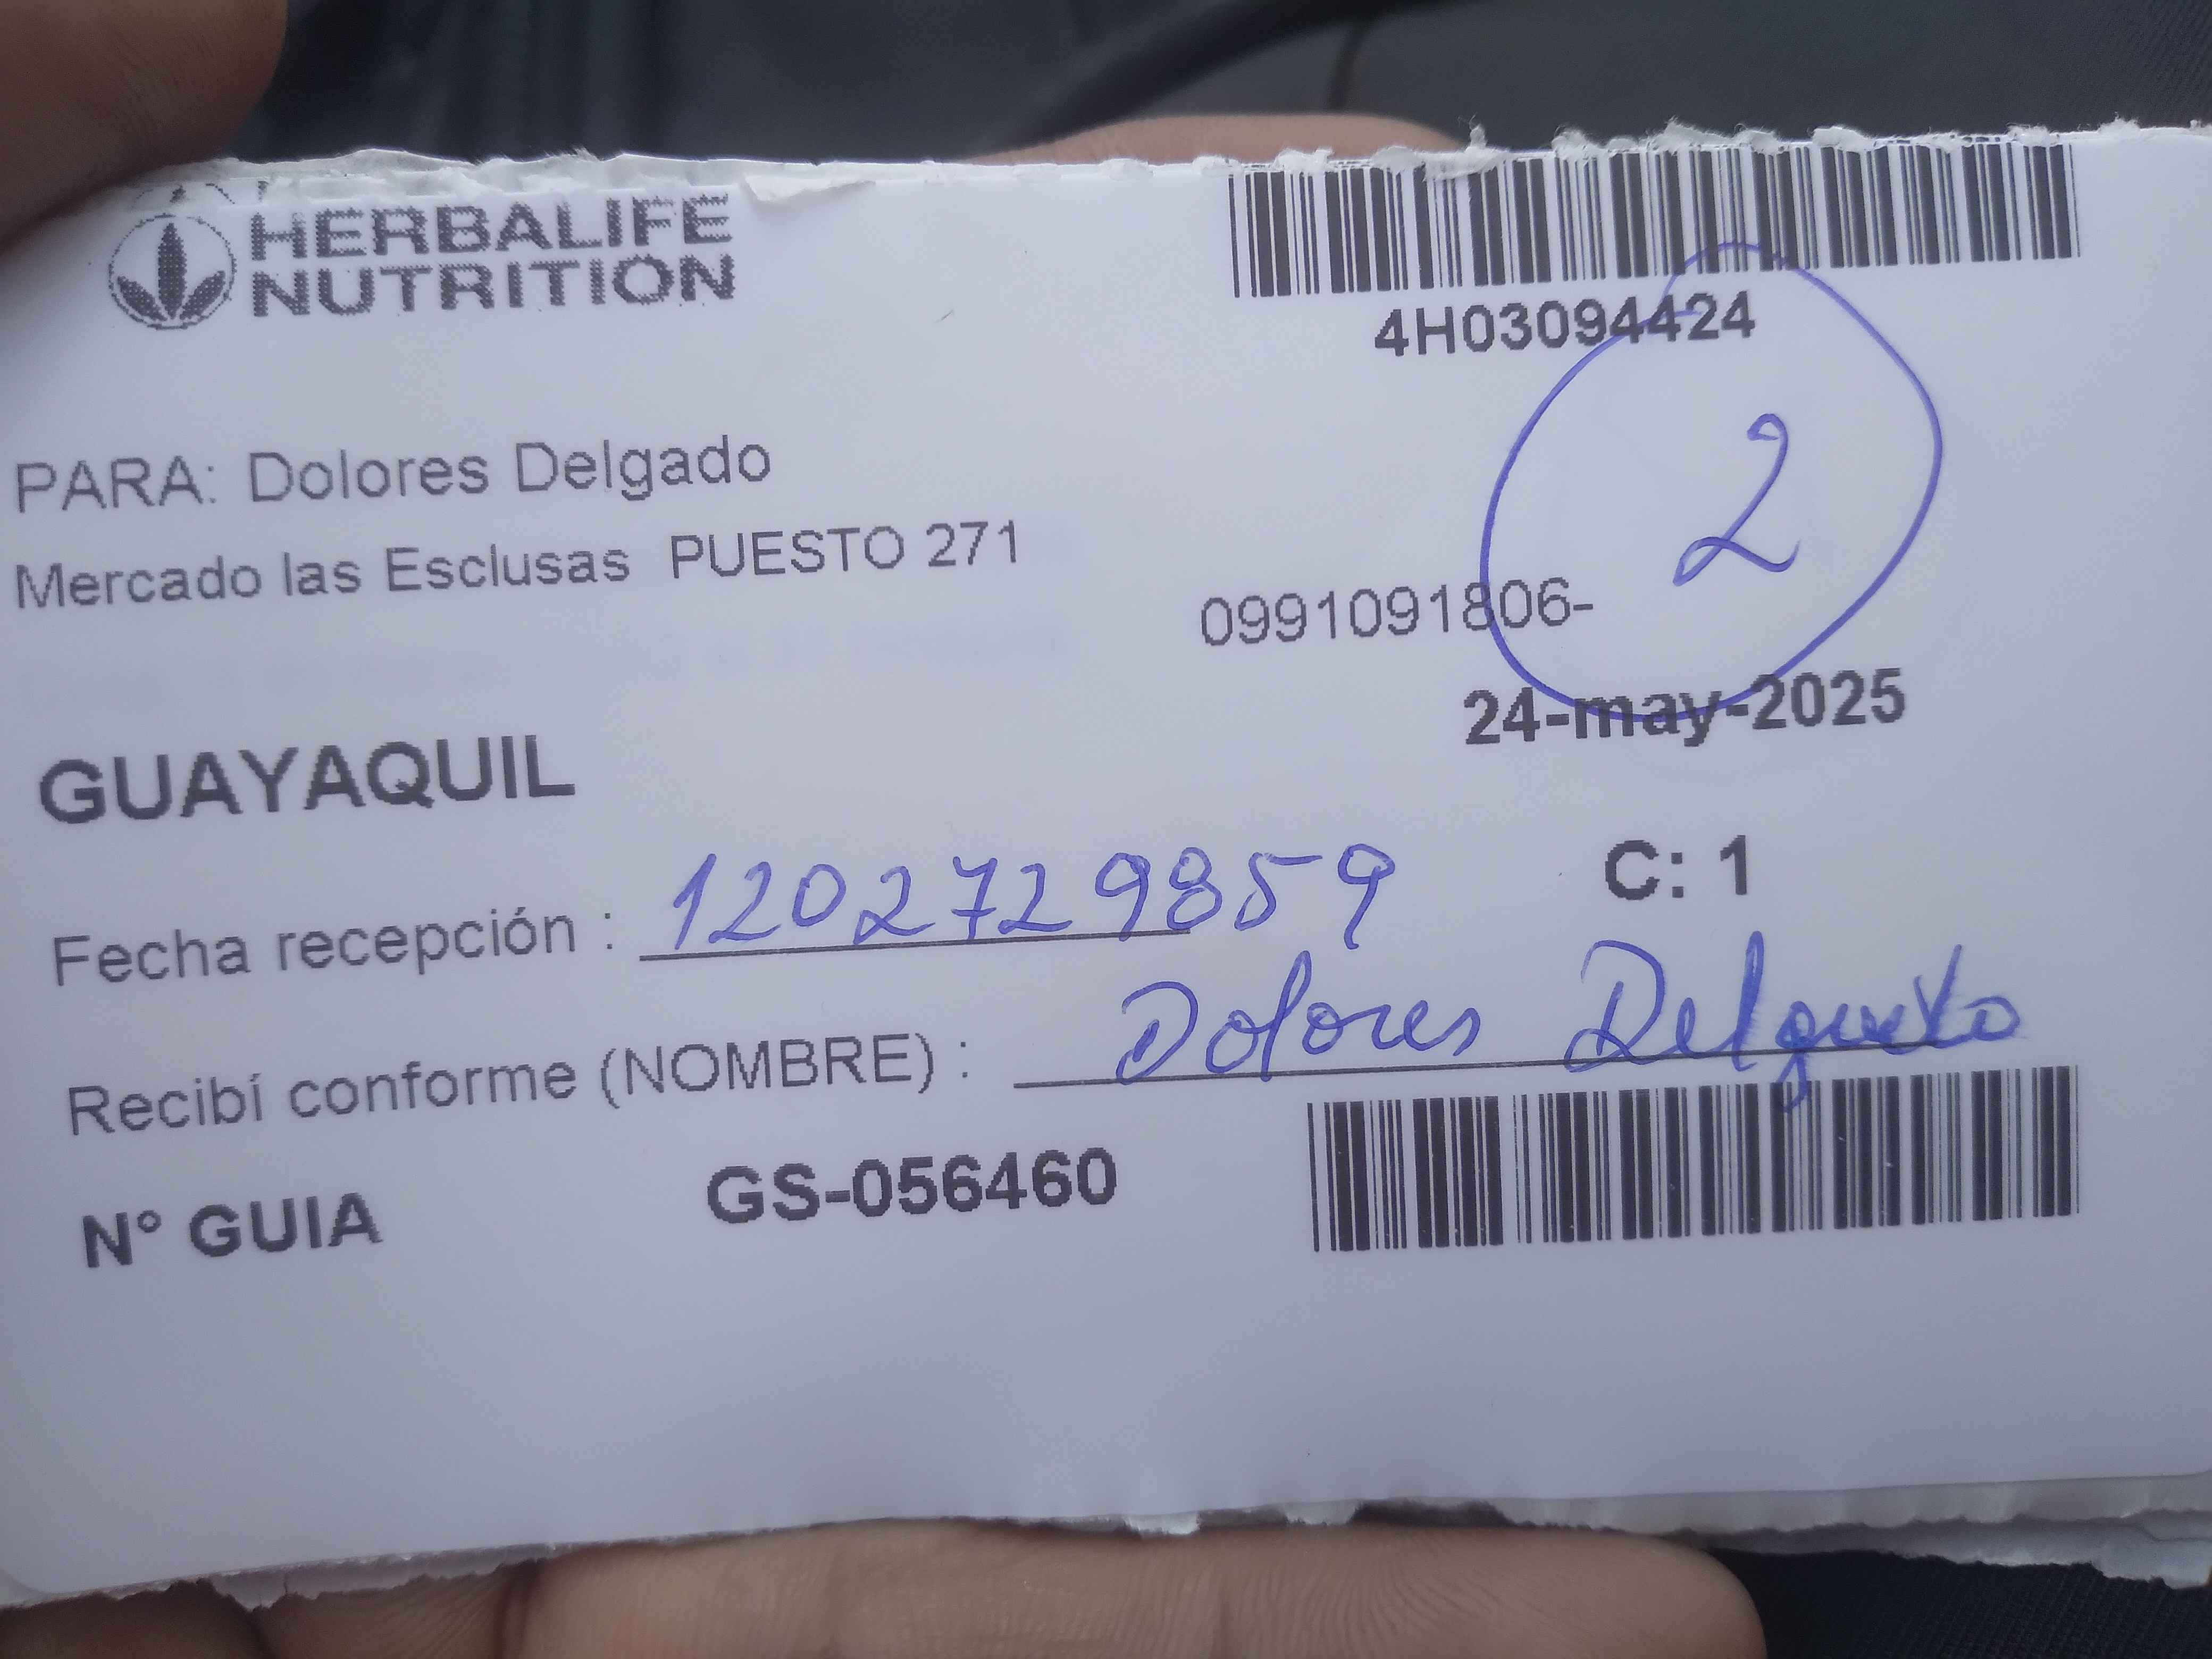 HERBALIFE
NUTRITION
4H03094424
2
PARA: Dolores Delgado
Mercado las Esclusas PUESTO 271
0991091806-
24-may-2025
GUAYAQUIL
C: 1
Fecha recepción : 1202729859
Recibí conforme (NOMBRE) : Dolores Delgado
N° GUIA GS-056460